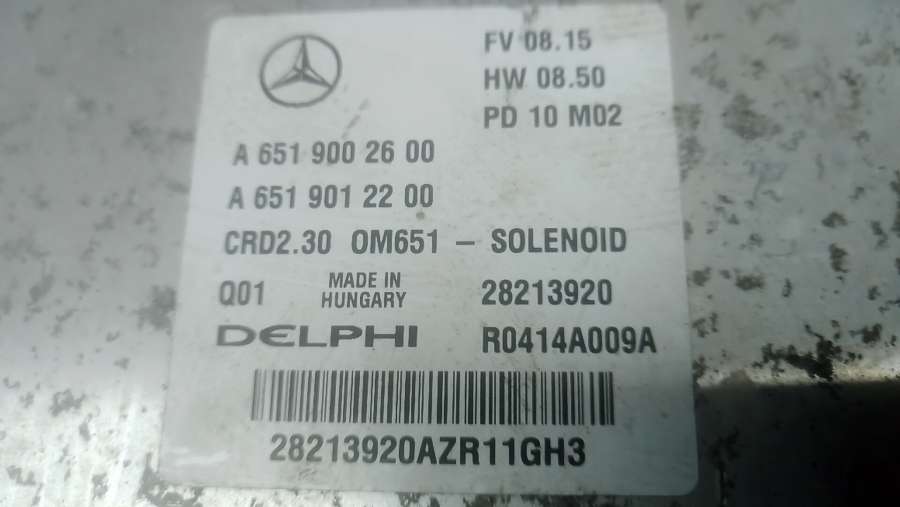 FV 08.15
HW 08.50
PD 10 M02
A 651 900 26 00
A 651 901 22 00
CRD2.30 OM651 – SOLENOID
Q01 MADE IN HUNGARY 28213920
DELPHI R0414A009A
28213920AZR11GH3